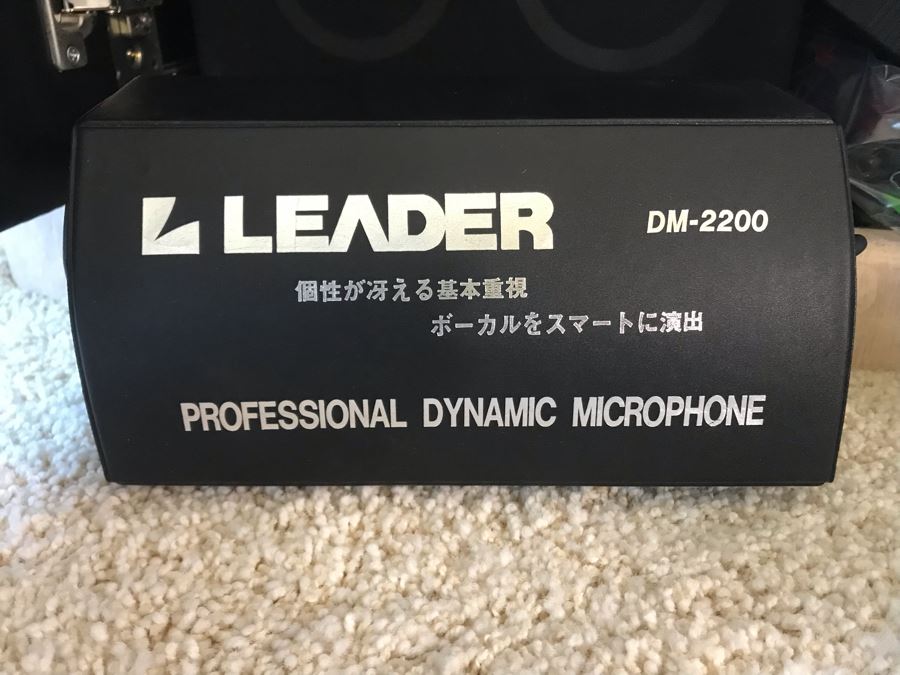 LEADER DM-2200
個性が冴える基本重視
ボーカルをスマートに演出
PROFESSIONAL DYNAMIC MICROPHONE